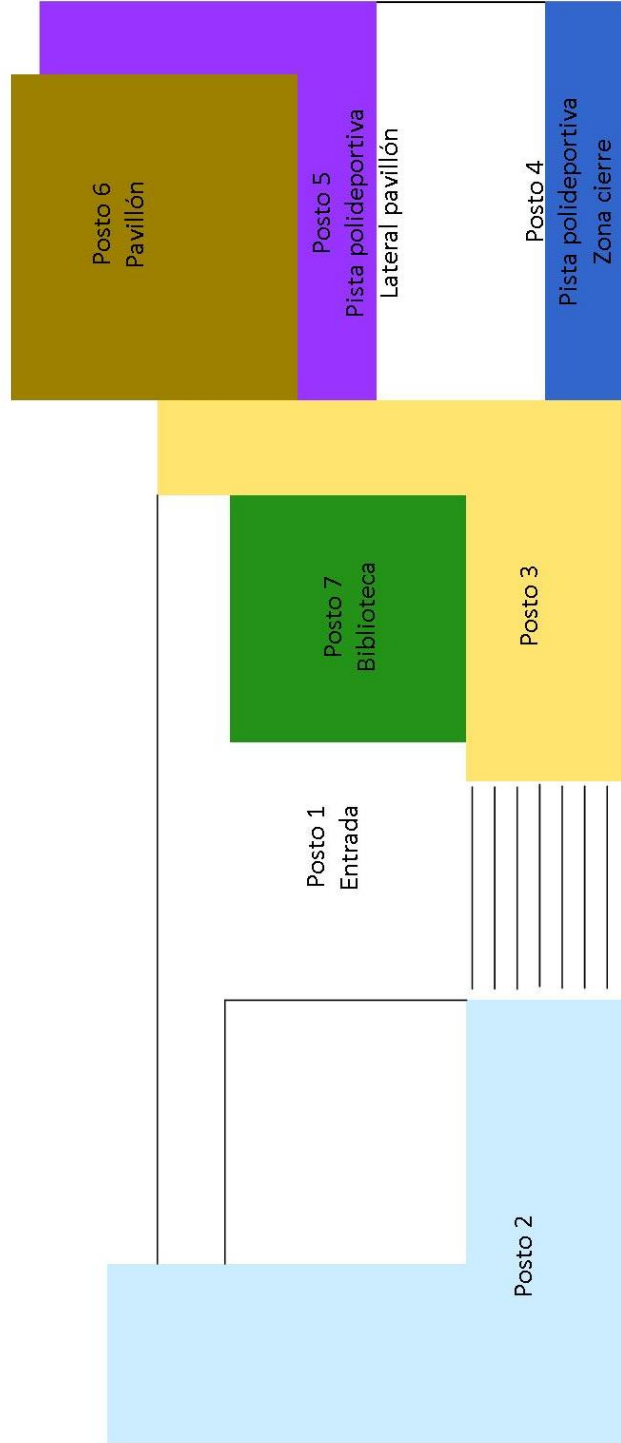 Posto 6
Pavillón
Posto 5
Pista polideportiva
Lateral pavillón
Posto 4
Pista polideportiva
Zona cierre
Posto 7
Biblioteca
Posto 3
Posto 1
Entrada
Posto 2